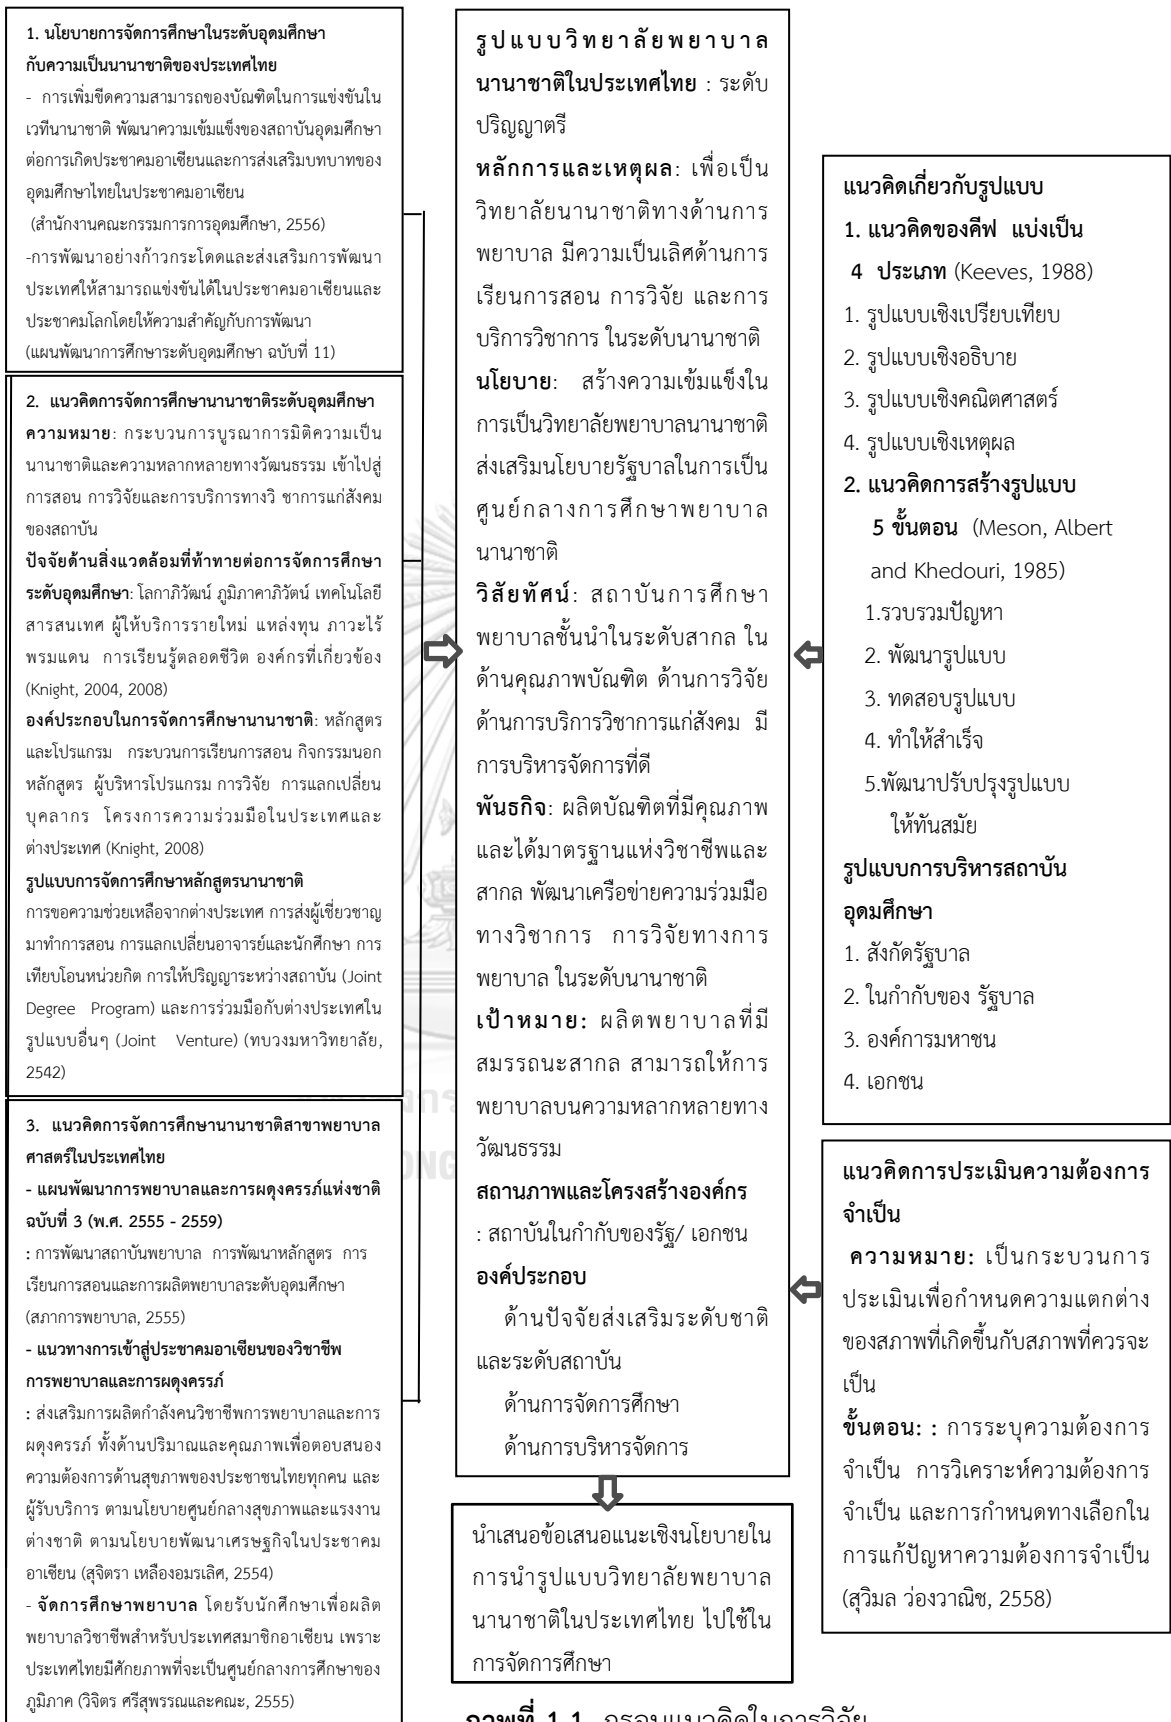 1. นโยบายการจัดการศึกษาในระดับอุดมศึกษา
กับความเป็นนานาชาติของประเทศไทย
- การเพิ่มขีดความสามารถของบัณฑิตในการแข่งขันใน
เวทีนานาชาติ พัฒนาความเข้มแข็งของสถาบันอุดมศึกษา
ต่อการเกิดประชาคมอาเซียนและการส่งเสริมบทบาทของ
อุดมศึกษาไทยในประชาคมอาเซียน
(สำนักงานคณะกรรมการการอุดมศึกษา, 2556)
-การพัฒนาอย่างก้าวกระโดดและส่งเสริมการพัฒนา
ประเทศให้สามารถแข่งขันได้ในประชาคมอาเซียนและ
ประชาคมโลกโดยให้ความสำคัญกับการพัฒนา
(แผนพัฒนาการศึกษาระดับอุดมศึกษา ฉบับที่ 11)
2. แนวคิดการจัดการศึกษานานาชาติระดับอุดมศึกษา
ความหมาย: กระบวนการบูรณาการมิติความเป็น
นานาชาติและความหลากหลายทางวัฒนธรรม เข้าไปสู่
การสอน การวิจัยและการบริการทางวิ ชาการแก่สังคม
ของสถาบัน
ปัจจัยด้านสิ่งแวดล้อมที่ท้าทายต่อการจัดการศึกษา
ระดับอุดมศึกษา: โลกาภิวัฒน์ ภูมิภาคาภิวัตน์ เทคโนโลยี
สารสนเทศ ผู้ให้บริการรายใหม่ แหล่งทุน ภาวะไร้
พรมแดน การเรียนรู้ตลอดชีวิต องค์กรที่เกี่ยวข้อง
(Knight, 2004, 2008)
องค์ประกอบในการจัดการศึกษานานาชาติ: หลักสูตร
และโปรแกรม กระบวนการเรียนการสอน กิจกรรมนอก
หลักสูตร ผู้บริหารโปรแกรม การวิจัย การแลกเปลี่ยน
บุคลากร โครงการความร่วมมือในประเทศและ
ต่างประเทศ (Knight, 2008)
รูปแบบการจัดการศึกษาหลักสูตรนานาชาติ
การขอความช่วยเหลือจากต่างประเทศ การส่งผู้เชี่ยวชาญ
มาทำการสอน การแลกเปลี่ยนอาจารย์และนักศึกษา การ
เทียบโอนหน่วยกิต การให้ปริญญาระหว่างสถาบัน (Joint
Degree Program) และการร่วมมือกับต่างประเทศใน
รูปแบบอื่นๆ (Joint Venture) (ทบวงมหาวิทยาลัย,
2542)
3. แนวคิดการจัดการศึกษานานาชาติสาขาพยาบาล
ศาสตร์ในประเทศไทย
- แผนพัฒนาการพยาบาลและการผดุงครรภ์แห่งชาติ
ฉบับที่ 3 (พ.ศ. 2555 - 2559)
: การพัฒนาสถาบันพยาบาล การพัฒนาหลักสูตร การ
เรียนการสอนและการผลิตพยาบาลระดับอุดมศึกษา
(สภาการพยาบาล, 2555)
- แนวทางการเข้าสู่ประชาคมอาเซียนของวิชาชีพ
การพยาบาลและการผดุงครรภ์
: ส่งเสริมการผลิตกำลังคนวิชาชีพการพยาบาลและการ
ผดุงครรภ์ ทั้งด้านปริมาณและคุณภาพเพื่อตอบสนอง
ความต้องการด้านสุขภาพของประชาชนไทยทุกคน และ
ผู้รับบริการ ตามนโยบายศูนย์กลางสุขภาพและแรงงาน
ต่างชาติ ตามนโยบายพัฒนาเศรษฐกิจในประชาคม
อาเซียน (สุจิตรา เหลืองอมรเลิศ, 2554)
- จัดการศึกษาพยาบาล โดยรับนักศึกษาเพื่อผลิต
พยาบาลวิชาชีพสำหรับประเทศสมาชิกอาเซียน เพราะ
ประเทศไทยมีศักยภาพที่จะเป็นศูนย์กลางการศึกษาของ
ภูมิภาค (วิจิตร ศรีสุพรรณและคณะ, 2555)
รูปแบบวิทยาลัยพยาบาล
นานาชาติในประเทศไทย : ระดับ
ปริญญาตรี
หลักการและเหตุผล: เพื่อเป็น
วิทยาลัยนานาชาติทางด้านการ
พยาบาล มีความเป็นเลิศด้านการ
เรียนการสอน การวิจัย และการ
บริการวิชาการ ในระดับนานาชาติ
นโยบาย: สร้างความเข้มแข็งใน
การเป็นวิทยาลัยพยาบาลนานาชาติ
ส่งเสริมนโยบายรัฐบาลในการเป็น
ศูนย์กลางการศึกษาพยาบาล
นานาชาติ
วิสัยทัศน์: สถาบันการศึกษา
พยาบาลชั้นนำในระดับสากล ใน
ด้านคุณภาพบัณฑิต ด้านการวิจัย
ด้านการบริการวิชาการแก่สังคม มี
การบริหารจัดการที่ดี
พันธกิจ: ผลิตบัณฑิตที่มีคุณภาพ
และได้มาตรฐานแห่งวิชาชีพและ
สากล พัฒนาเครือข่ายความร่วมมือ
ทางวิชาการ การวิจัยทางการ
พยาบาล ในระดับนานาชาติ
เป้าหมาย: ผลิตพยาบาลที่มี
สมรรถนะสากล สามารถให้การ
พยาบาลบนความหลากหลายทาง
วัฒนธรรม
สถานภาพและโครงสร้างองค์กร
: สถาบันในกำกับของรัฐ/ เอกชน
องค์ประกอบ
ด้านปัจจัยส่งเสริมระดับชาติ
และระดับสถาบัน
ด้านการจัดการศึกษา
ด้านการบริหารจัดการ
นำเสนอข้อเสนอแนะเชิงนโยบายใน
การนำรูปแบบวิทยาลัยพยาบาล
นานาชาติในประเทศไทย ไปใช้ใน
การจัดการศึกษา
แนวคิดเกี่ยวกับรูปแบบ
1. แนวคิดของคีฟ แบ่งเป็น
4 ประเภท (Keeves, 1988)
1. รูปแบบเชิงเปรียบเทียบ
2. รูปแบบเชิงอธิบาย
3. รูปแบบเชิงคณิตศาสตร์
4. รูปแบบเชิงเหตุผล
2. แนวคิดการสร้างรูปแบบ
5 ขั้นตอน (Meson, Albert
and Khedouri, 1985)
1.รวบรวมปัญหา
2. พัฒนารูปแบบ
3. ทดสอบรูปแบบ
4. ทำให้สำเร็จ
5.พัฒนาปรับปรุงรูปแบบ
ให้ทันสมัย
รูปแบบการบริหารสถาบัน
อุดมศึกษา
1. สังกัดรัฐบาล
2. ในกำกับของ รัฐบาล
3. องค์การมหาชน
4. เอกชน
แนวคิดการประเมินความต้องการ
จำเป็น
ความหมาย: เป็นกระบวนการ
ประเมินเพื่อกำหนดความแตกต่าง
ของสภาพที่เกิดขึ้นกับสภาพที่ควรจะ
เป็น
ขั้นตอน: : การระบุความต้องการ
จำเป็น การวิเคราะห์ความต้องการ
จำเป็น และการกำหนดทางเลือกใน
การแก้ปัญหาความต้องการจำเป็น
(สุวิมล ว่องวาณิช, 2558)
ภาพที่ 1.1 กรอบแนวคิดในการวิจัย